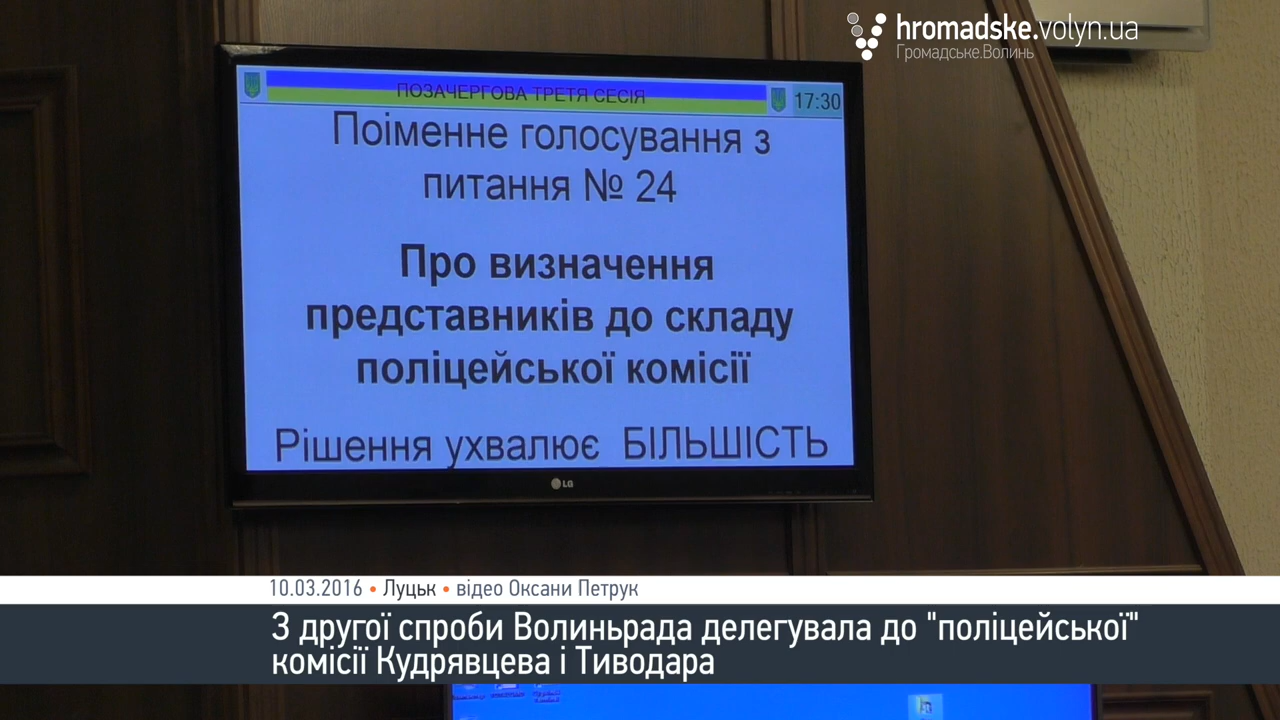 hromadske.volyn.ua
Громадське.Волинь
ПОЗАЧЕРГОВА ТРЕТЯ СЕСІЯ
17:30
Поіменне голосування з
питання № 24
Про визначення
представників до складу
поліцейської комісії
Рішення ухвалює БІЛЬШІСТЬ
LG
10.03.2016 • Луцьк • відео Оксани Петрук
З другої спроби Волиньрада делегувала до "поліцейської"
комісії Кудрявцева і Тиводара